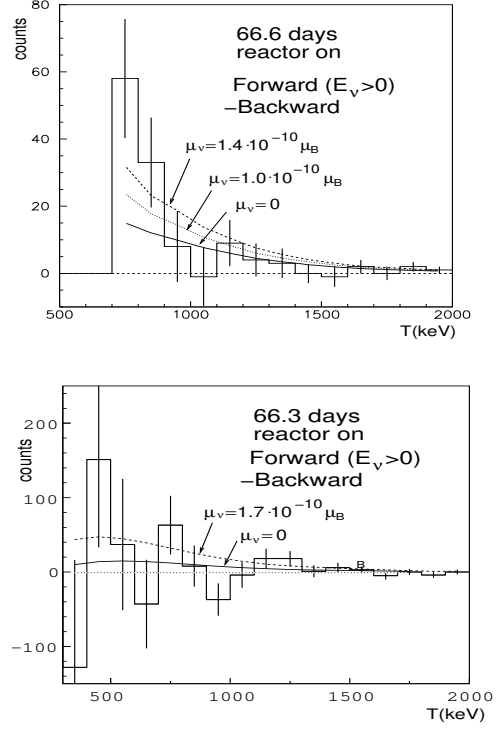 80
66.6 days
reactor on
60
Forward (Eν>0)
−Backward
counts
40
μν=1.4·10−10μB
μν=1.0·10−10μB
20
μν=0
0
500 1000 1500 2000
T(keV)
200
66.3 days
reactor on
counts
Forward (Eν>0)
−Backward
100
μν=1.7·10−10μB
μν=0
B
0
−100
500 1000 1500 2000
T(keV)